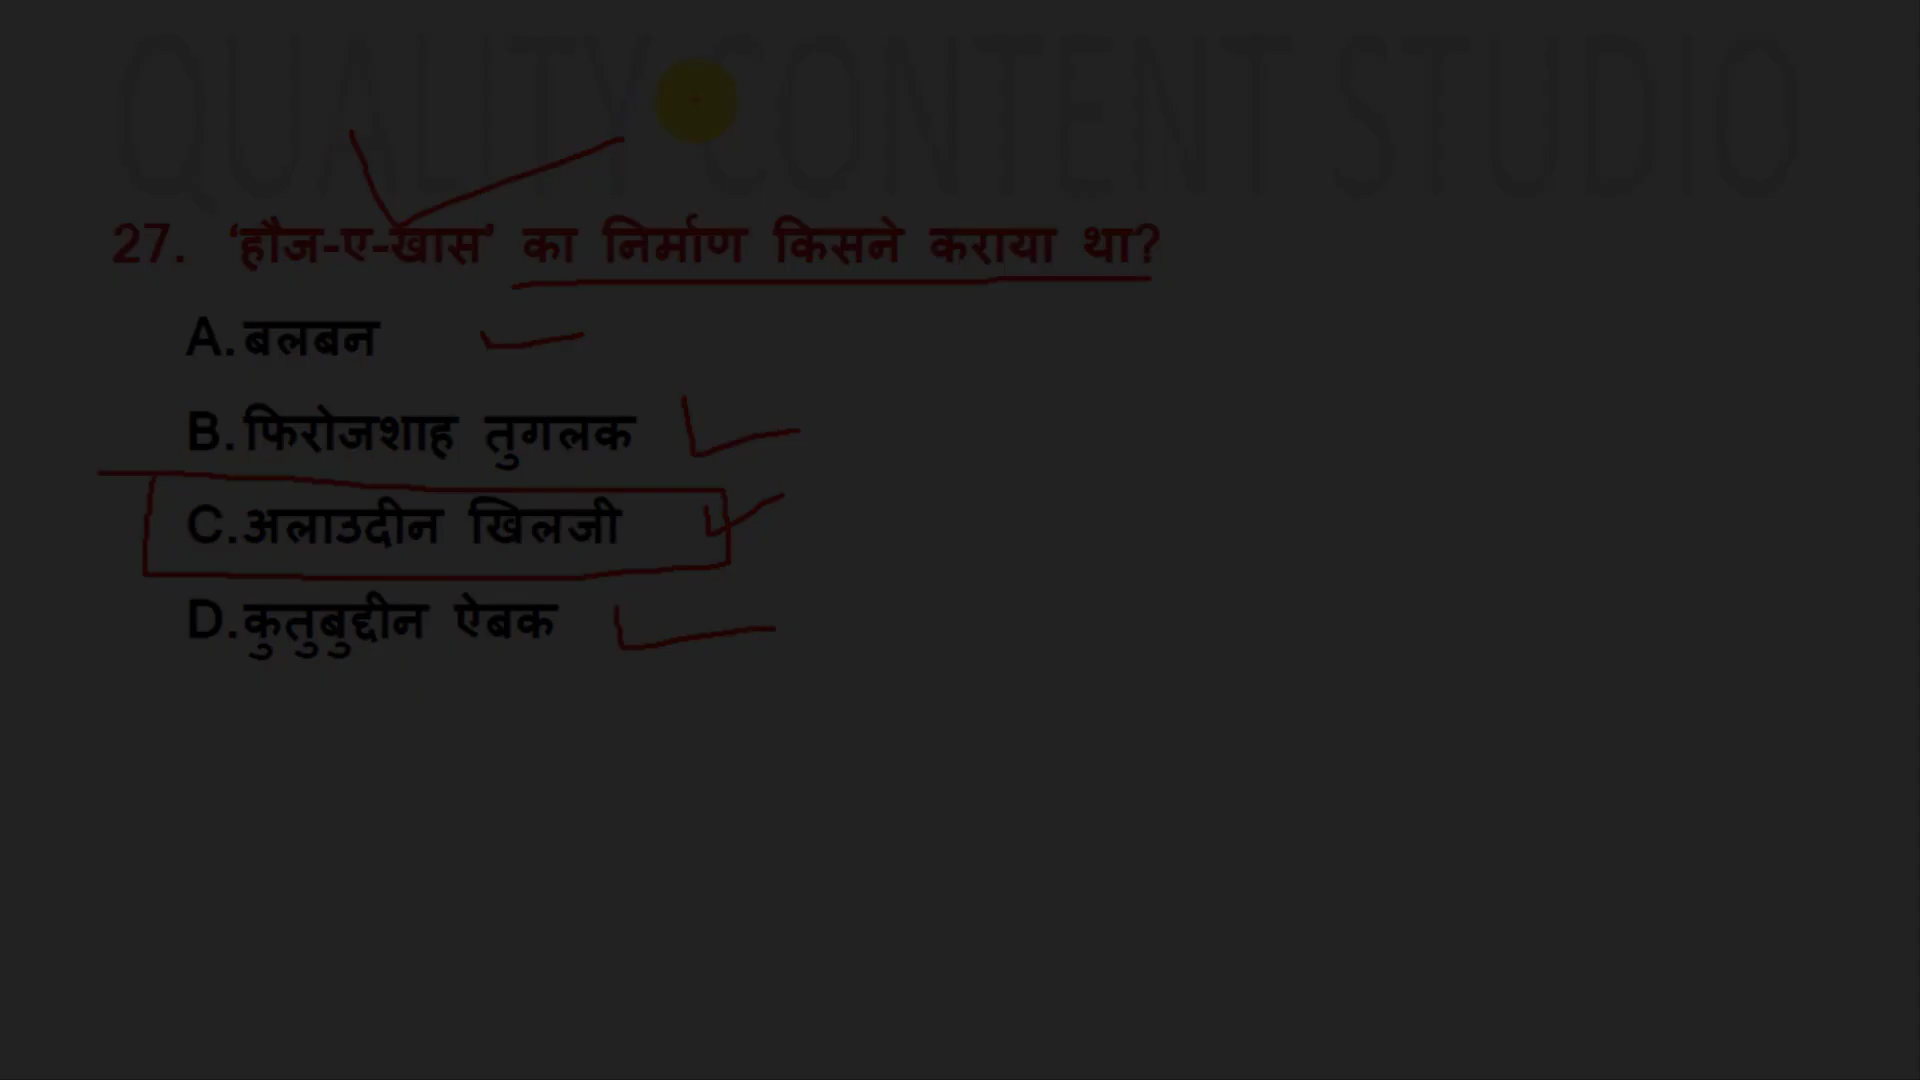 QUALITY CONTENT STUDIO
27. ‘हौज-ए-खास’ का निर्माण किसने कराया था?
A. बलबन
B. फिरोजशाह तुगलक
C. अलाउदीन खिलजी
D. कुतुबुद्दीन ऐबक